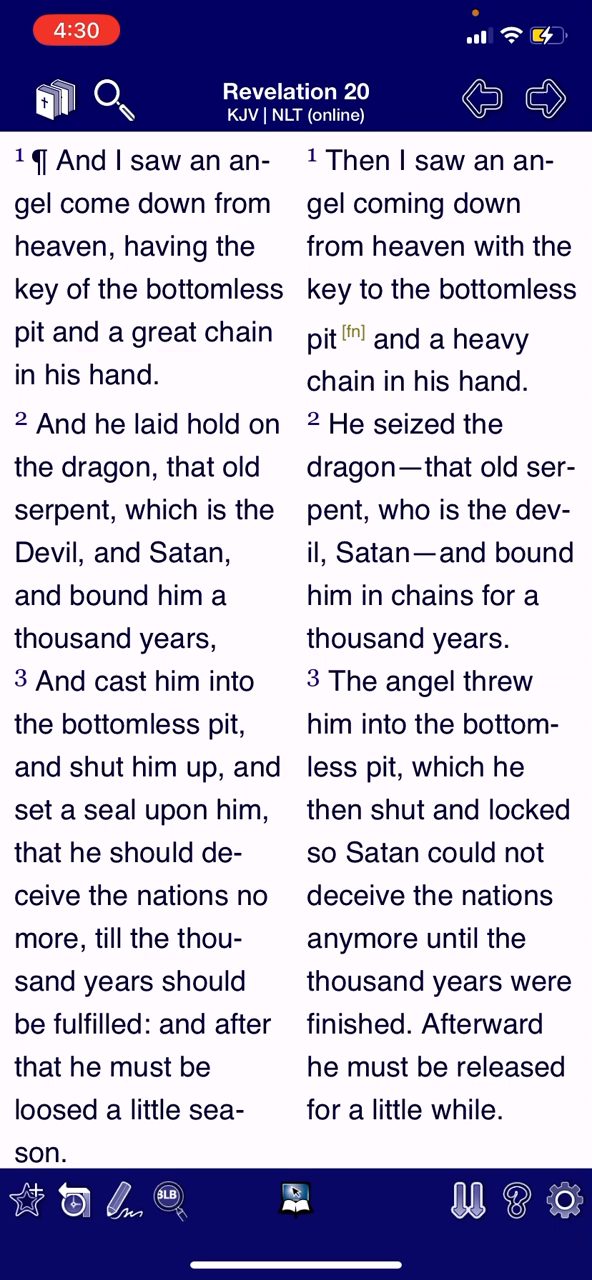 4:30
Revelation 20
KJV | NLT (online)
1 ¶ And I saw an an-
gel come down from
heaven, having the
key of the bottomless
pit and a great chain
in his hand.
2 And he laid hold on
the dragon, that old
serpent, which is the
Devil, and Satan,
and bound him a
thousand years,
3 And cast him into
the bottomless pit,
and shut him up, and
set a seal upon him,
that he should de-
ceive the nations no
more, till the thou-
sand years should
be fulfilled: and after
that he must be
loosed a little sea-
son.
1 Then I saw an an-
gel coming down
from heaven with the
key to the bottomless
pit [fn] and a heavy
chain in his hand.
2 He seized the
dragon—that old ser-
pent, who is the dev-
il, Satan—and bound
him in chains for a
thousand years.
3 The angel threw
him into the bottom-
less pit, which he
then shut and locked
so Satan could not
deceive the nations
anymore until the
thousand years were
finished. Afterward
he must be released
for a little while.
BLB